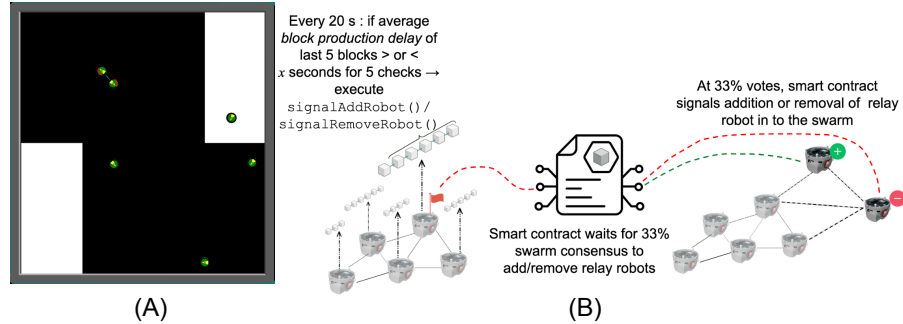 Every 20 s : if average
block production delay of
last 5 blocks > or <
x seconds for 5 checks →
execute
signalAddRobot()/
signalRemoveRobot()
At 33% votes, smart contract
signals addition or removal of relay
robot in to the swarm
Smart contract waits for 33%
swarm consensus to
add/remove relay robots
(A)
(B)